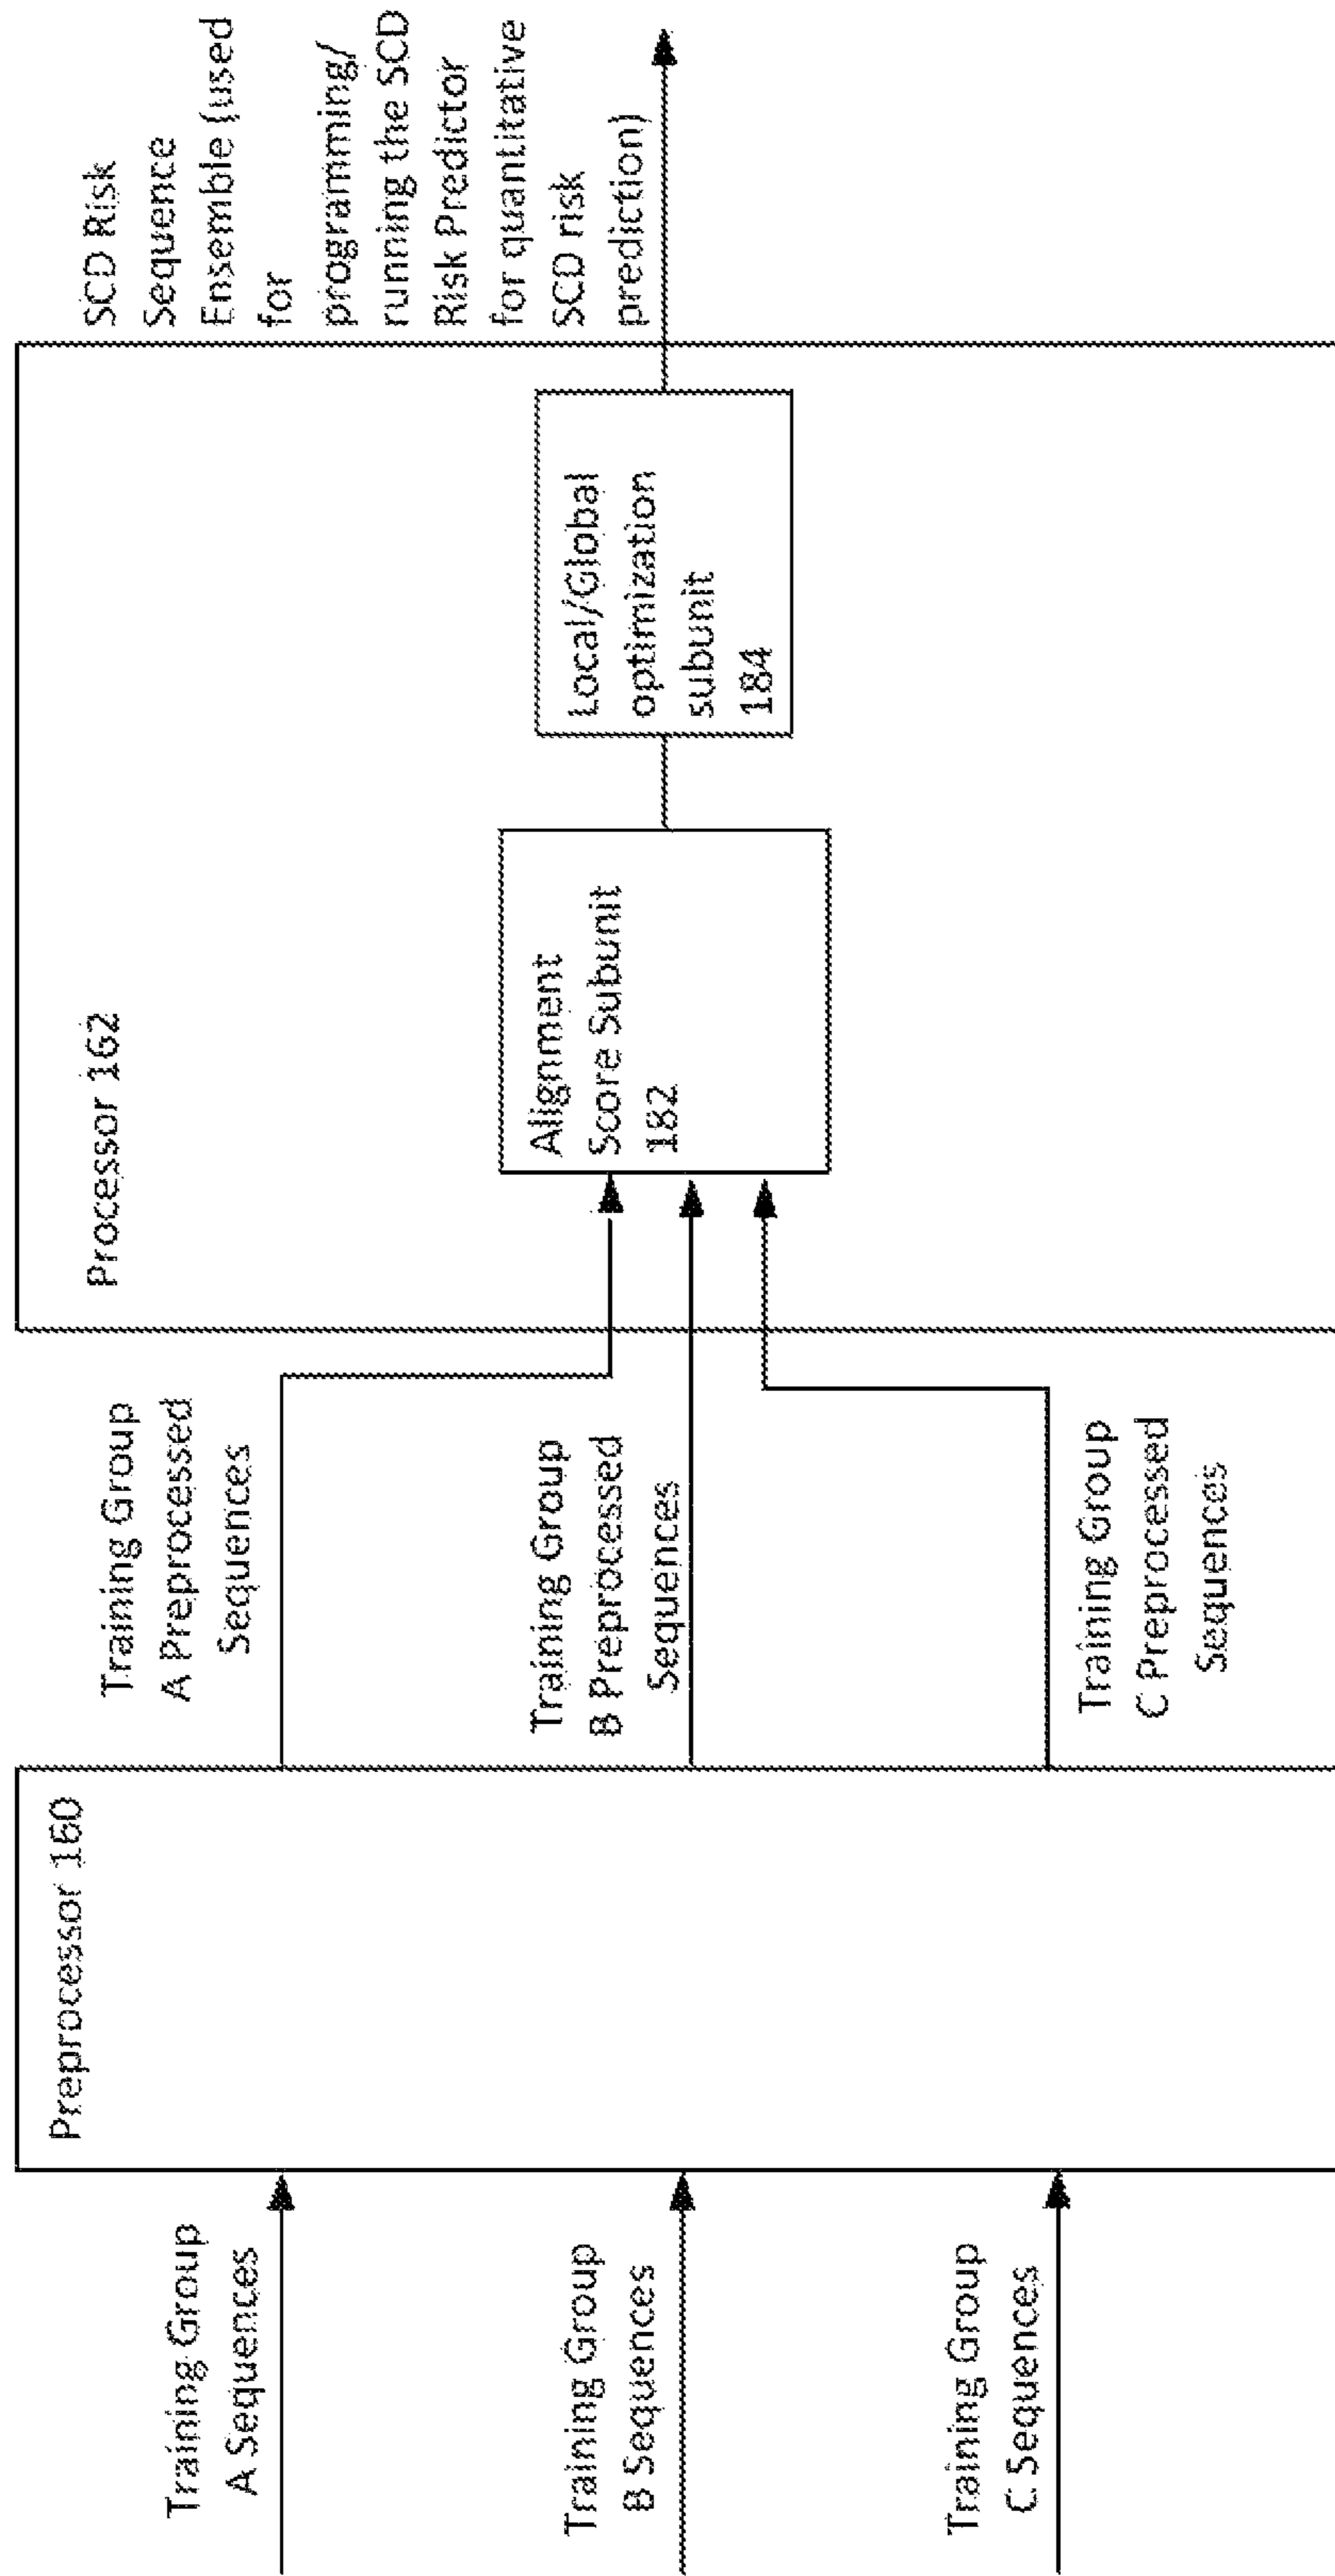 Training Group
A Sequences
Training Group
B Sequences
Training Group
C Sequences
Preprocessor 160
Training Group
A Preprocessed
Sequences
Training Group
B Preprocessed
Sequences
Training Group
C Preprocessed
Sequences
Processor 162
Alignment
Score Subunit
182
Local/Global
optimization
subunit
184
SCD Risk
Sequence
Ensemble (used
for
programming/
running the SCD
Risk Predictor
for quantitative
SCD risk
prediction)